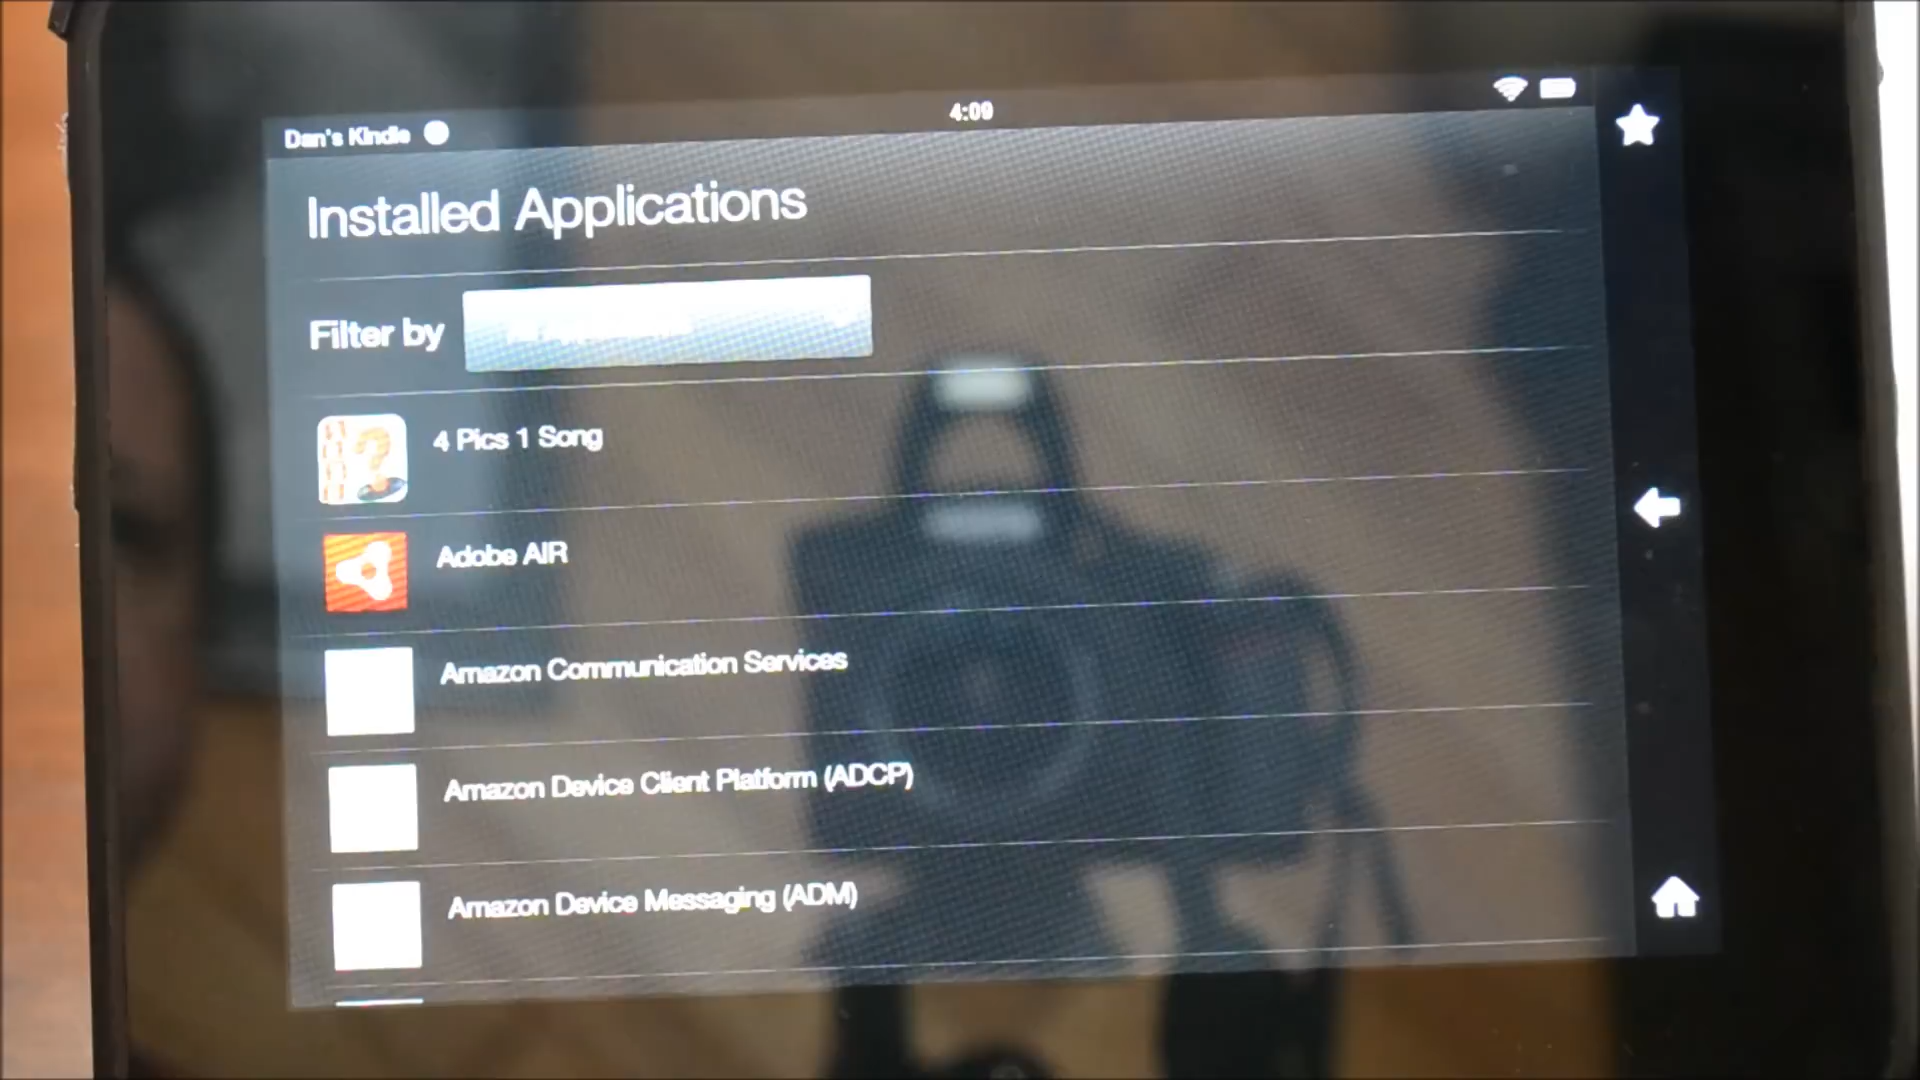 4:09
Dan's Kindle
Installed Applications
Filter by
4 Pics 1 Song
Adobe AIR
Amazon Communication Services
Amazon Device Client Platform (ADCP)
Amazon Device Messaging (ADM)